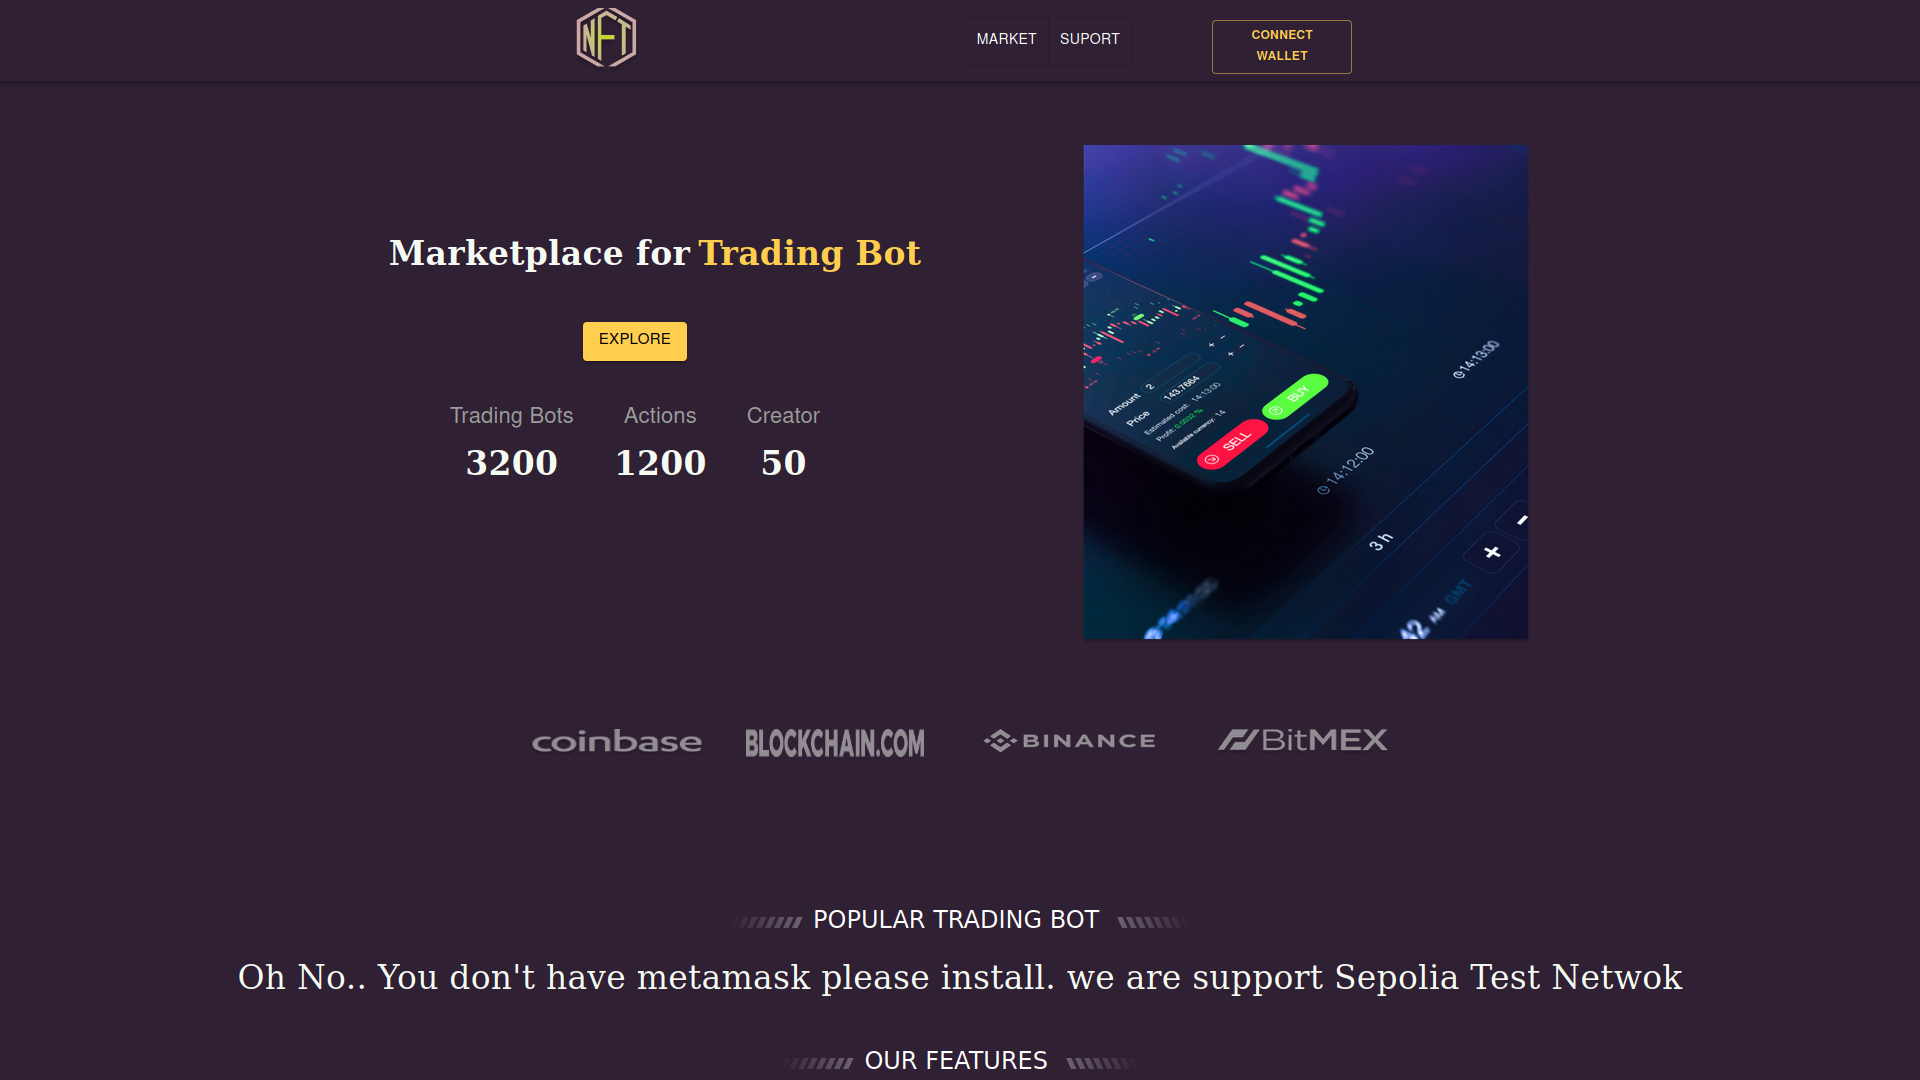 NFT
MARKET
SUPORT
CONNECT
WALLET
Marketplace for Trading Bot
EXPLORE
Trading Bots
Actions
Creator
3200
1200
50
Amount 2
Price 143.7664
Estimated cost: 14:13:00
Profit: 0.0002 %
Available currency: 14
SELL
BUY
14:13:00
14:12:00
3 h
42 AM GMT
coinbase
BLOCKCHAIN.COM
BINANCE
BitMEX
POPULAR TRADING BOT
Oh No.. You don't have metamask please install. we are support Sepolia Test Netwok
OUR FEATURES